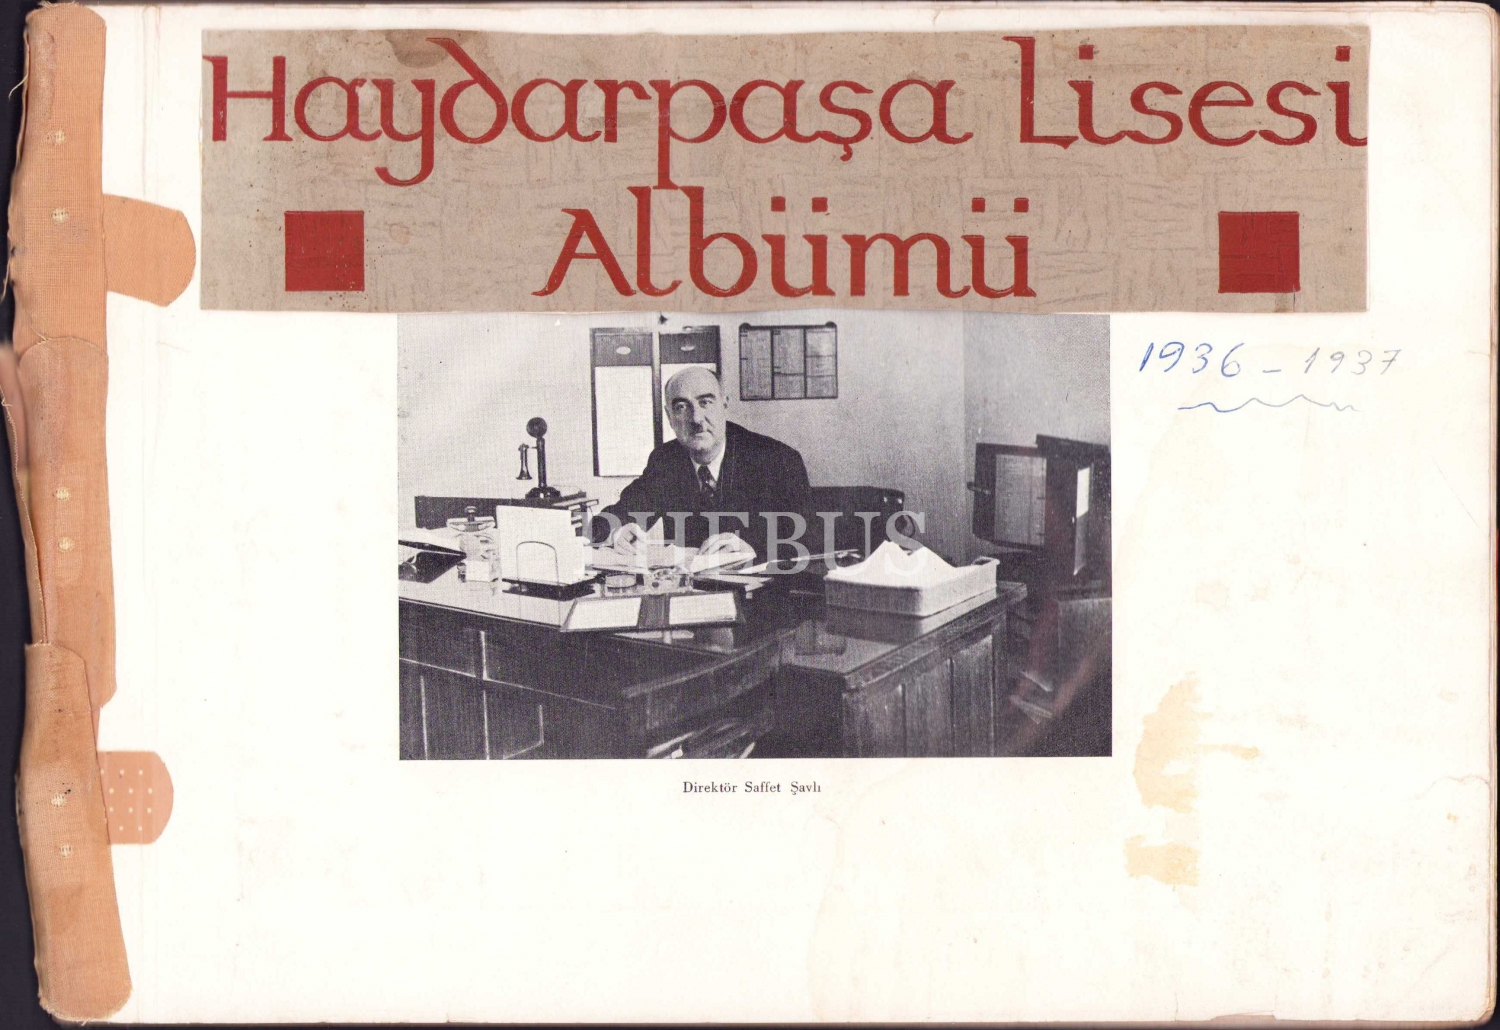 Haydarpaşa Lisesi
Albümü
1936 - 1937
PHEBUS
Direktör Saffet Şavlı